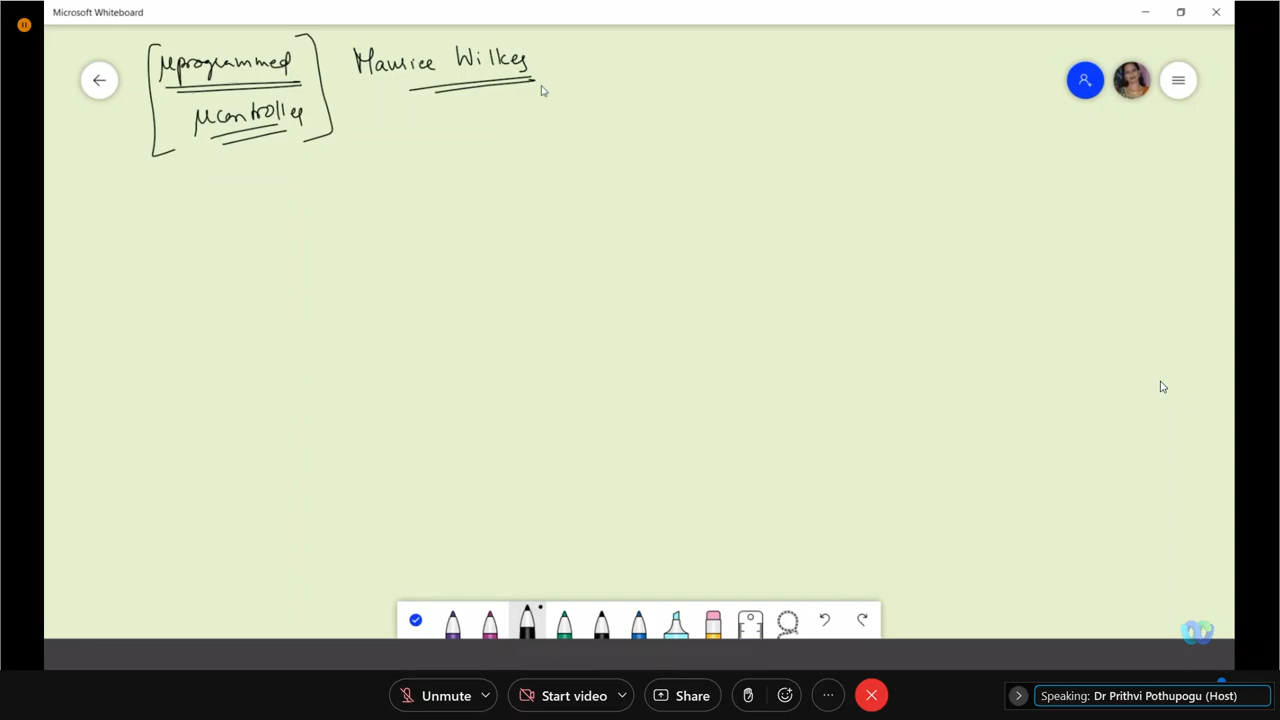 Microsoft Whiteboard
μprogrammed
Maurice Wilkes
μcontroller
Unmute
Start video
Share
Speaking: Dr Prithvi Pothupogu (Host)